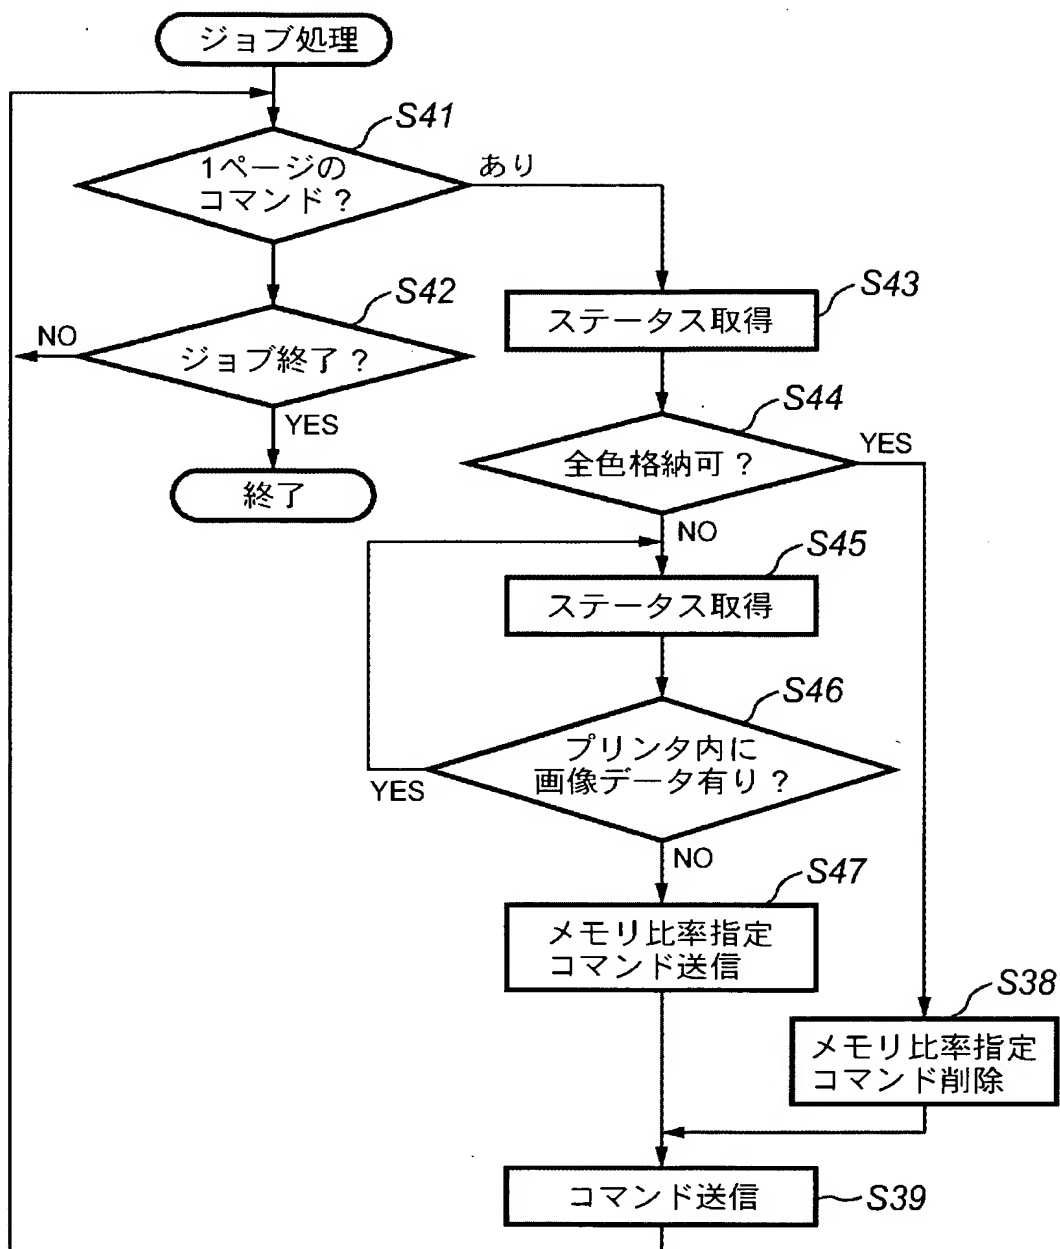 ジョブ処理
S41
1ページの
コマンド?
あり
S42
NO
ジョブ終了?
YES
終了
S43
ステータス取得
S44
全色格納可?
YES
NO
S45
ステータス取得
S46
プリンタ内に
画像データ有り?
YES
NO
S47
メモリ比率指定
コマンド送信
S38
メモリ比率指定
コマンド削除
コマンド送信
S39